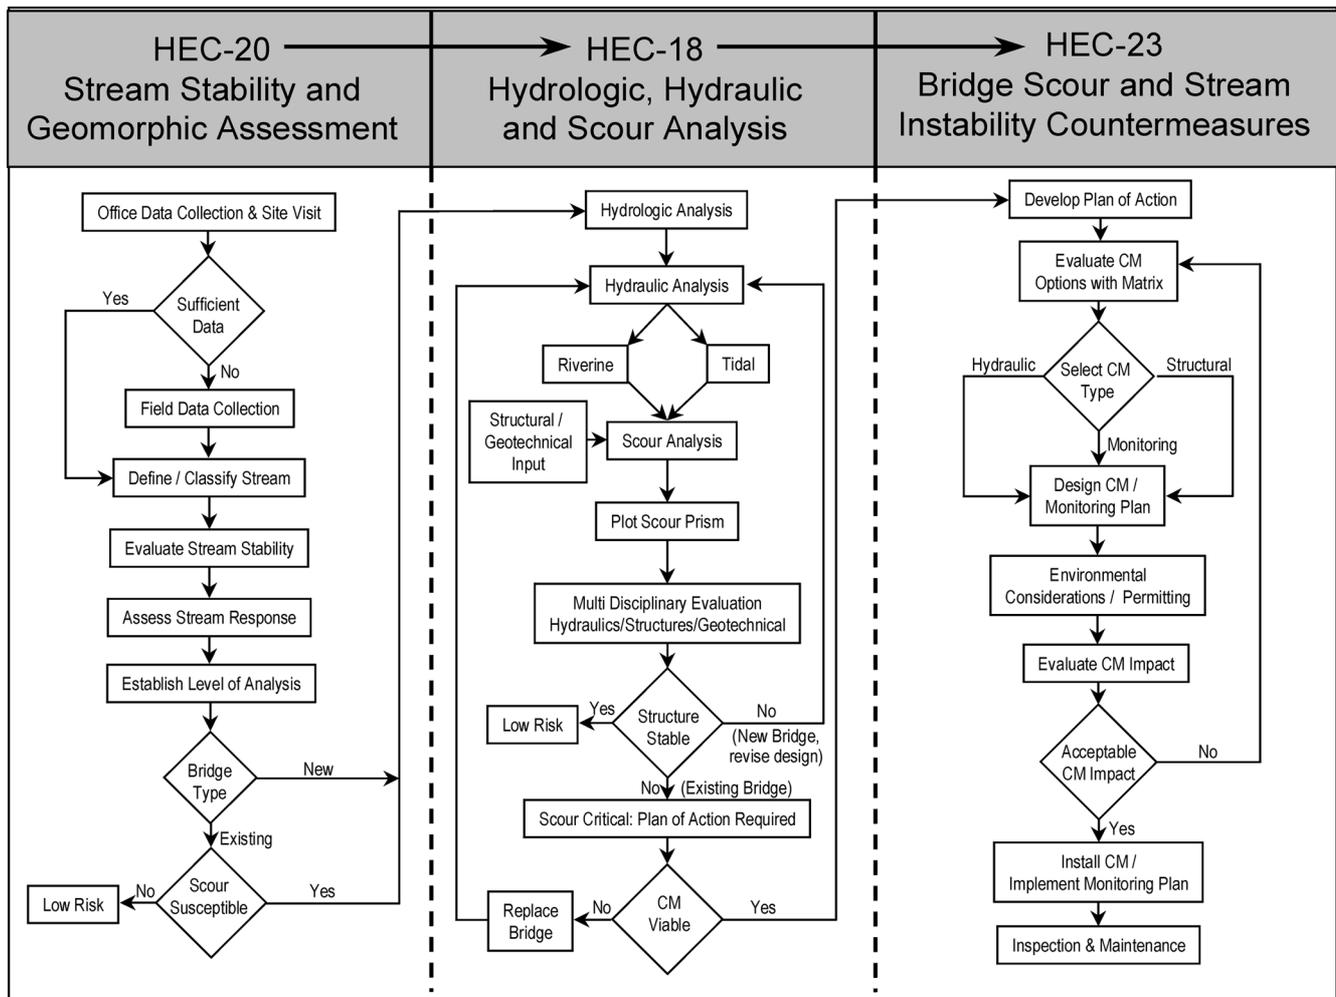 HEC-20
Stream Stability and
Geomorphic Assessment
HEC-18
Hydrologic, Hydraulic
and Scour Analysis
HEC-23
Bridge Scour and Stream
Instability Countermeasures
Office Data Collection & Site Visit
Yes
Sufficient
Data
No
Field Data Collection
Define / Classify Stream
Evaluate Stream Stability
Assess Stream Response
Establish Level of Analysis
Bridge
Type
New
Existing
Scour
Susceptible
No
Low Risk
Yes
Hydrologic Analysis
Hydraulic Analysis
Riverine
Tidal
Structural /
Geotechnical
Input
Scour Analysis
Plot Scour Prism
Multi Disciplinary Evaluation
Hydraulics/Structures/Geotechnical
Low Risk
Yes
Structure
Stable
No
(New Bridge,
revise design)
No (Existing Bridge)
Scour Critical: Plan of Action Required
Replace
Bridge
No
CM
Viable
Yes
Develop Plan of Action
Evaluate CM
Options with Matrix
Hydraulic
Select CM
Type
Structural
Monitoring
Design CM /
Monitoring Plan
Environmental
Considerations / Permitting
Evaluate CM Impact
Acceptable
CM Impact
No
Yes
Install CM /
Implement Monitoring Plan
Inspection & Maintenance